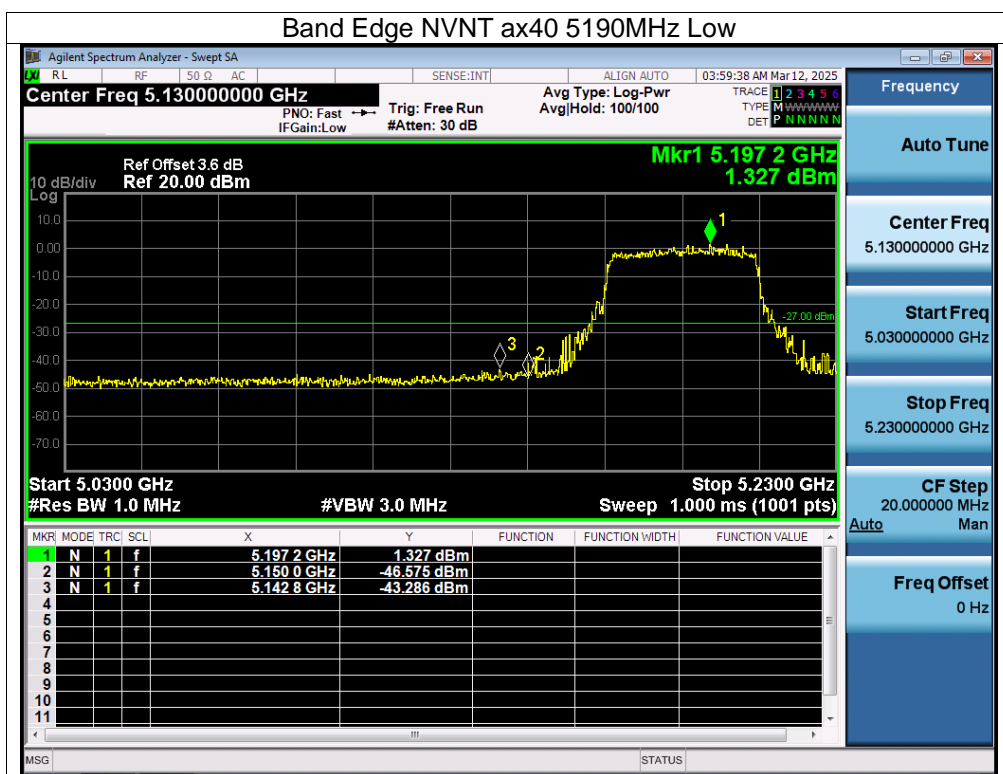 Band Edge NVNT ax40 5190MHz Low
Agilent Spectrum Analyzer - Swept SA
LXI RL RF 50 Ω AC SENSE:INT ALIGN AUTO 03:59:38 AM Mar 12, 2025
Center Freq 5.130000000 GHz
PNO: Fast
IFGain:Low
Trig: Free Run
#Atten: 30 dB
Avg Type: Log-Pwr
Avg|Hold: 100/100
TRACE 1 2 3 4 5 6
TYPE M WWWWW
DET P N N N N N
Ref Offset 3.6 dB
Ref 20.00 dBm
10 dB/div
Log
Mkr1 5.197 2 GHz
1.327 dBm
10.0
0.00
-10.0
-20.0
-30.0
-40.0
-50.0
-60.0
-70.0
1
-27.00 dBm
3
2
Start 5.0300 GHz Stop 5.2300 GHz
#Res BW 1.0 MHz #VBW 3.0 MHz Sweep 1.000 ms (1001 pts)
MKR MODE TRC SCL X Y FUNCTION FUNCTION WIDTH FUNCTION VALUE
1 N 1 f 5.197 2 GHz 1.327 dBm
2 N 1 f 5.150 0 GHz -46.575 dBm
3 N 1 f 5.142 8 GHz -43.286 dBm
4
5
6
7
8
9
10
11
MSG STATUS
Frequency
Auto Tune
Center Freq
5.130000000 GHz
Start Freq
5.030000000 GHz
Stop Freq
5.230000000 GHz
CF Step
20.000000 MHz
Auto Man
Freq Offset
0 Hz